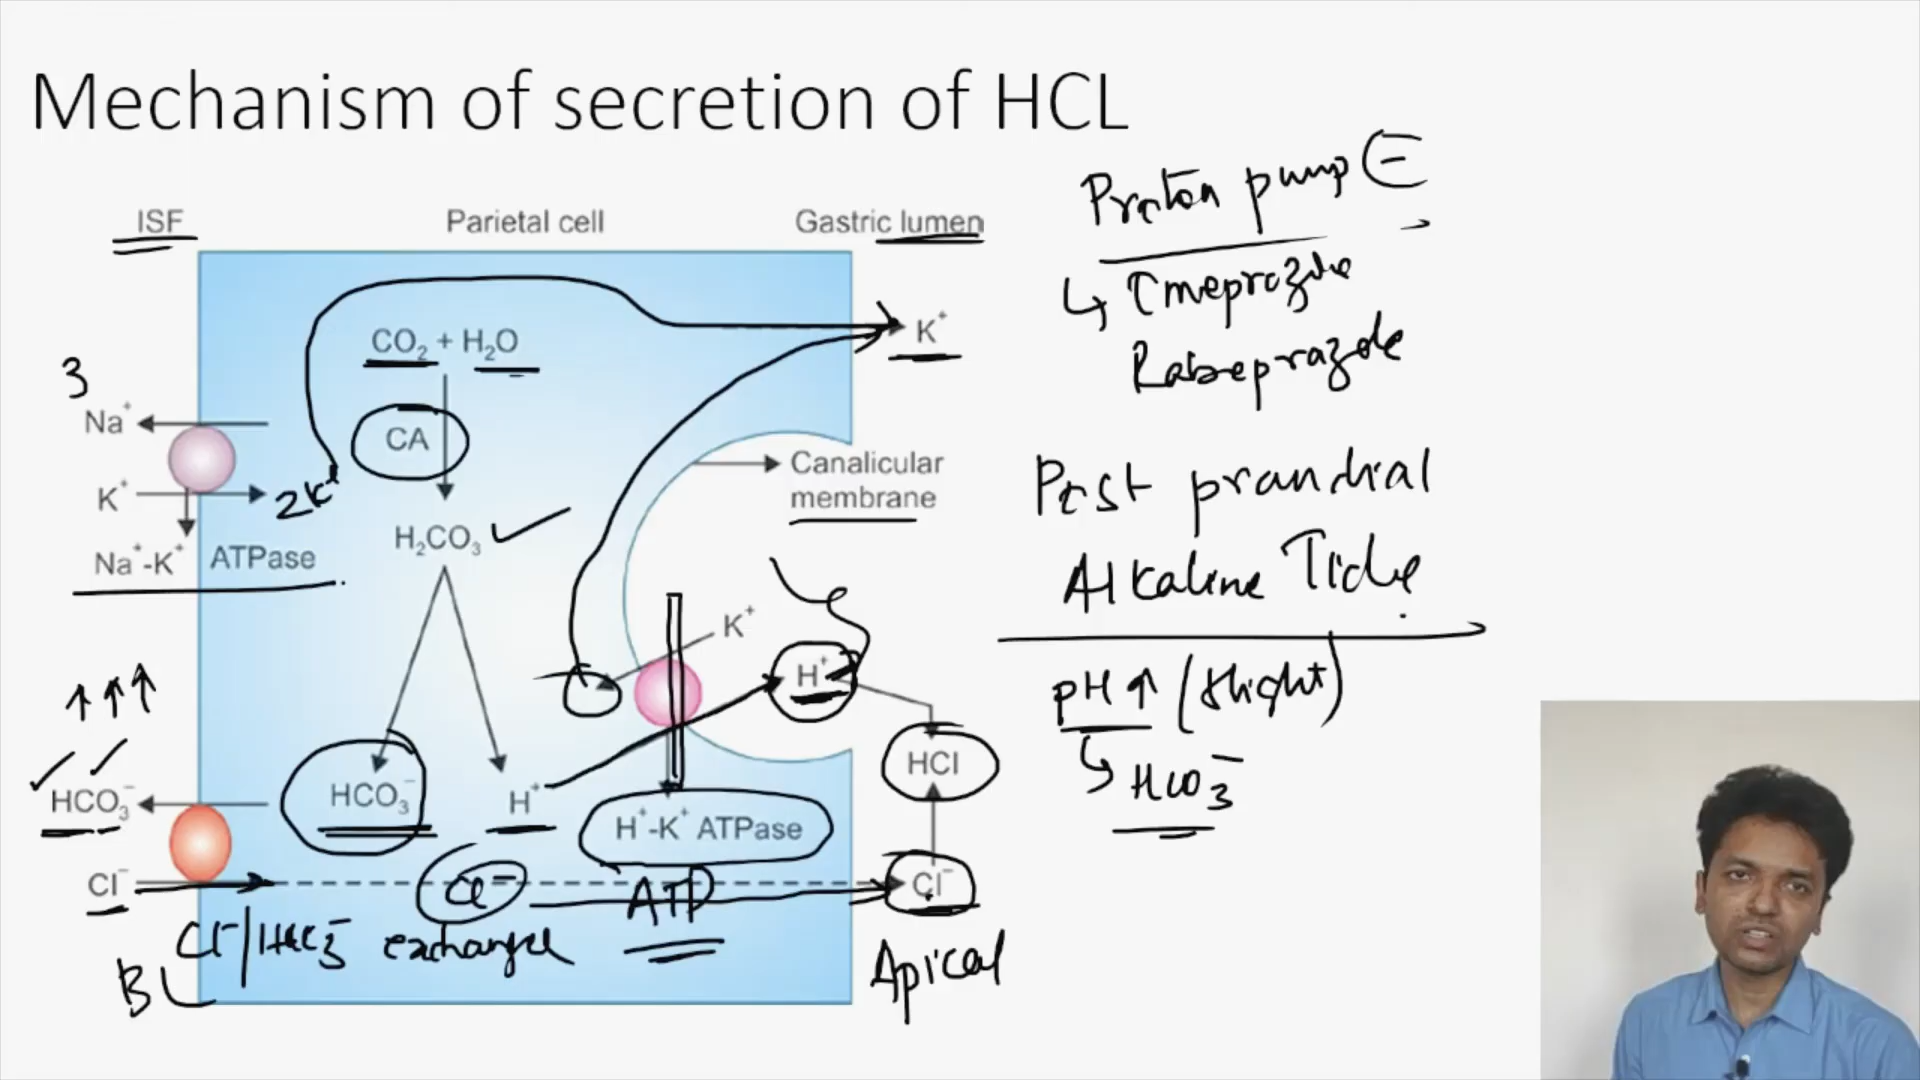 Mechanism of secretion of HCL
Proton pump
ISF
Parietal cell
Gastric lumen
Omeprazole
CO₂ + H₂O
K⁺
Rabeprazole
3
Na⁺
CA
Canalicular
membrane
K⁺
2K⁺
Post prandial
H₂CO₃
Na⁺-K⁺ ATPase
Alkaline Tide
K⁺
H⁺
pH ↑ (slight)
HCO₃⁻
HCO₃⁻
HCO₃⁻
H⁺
H⁺-K⁺ ATPase
HCl
Cl⁻
Cl⁻
ATP
Cl⁻
Cl⁻/HCO₃⁻ exchanger
BL
Apical